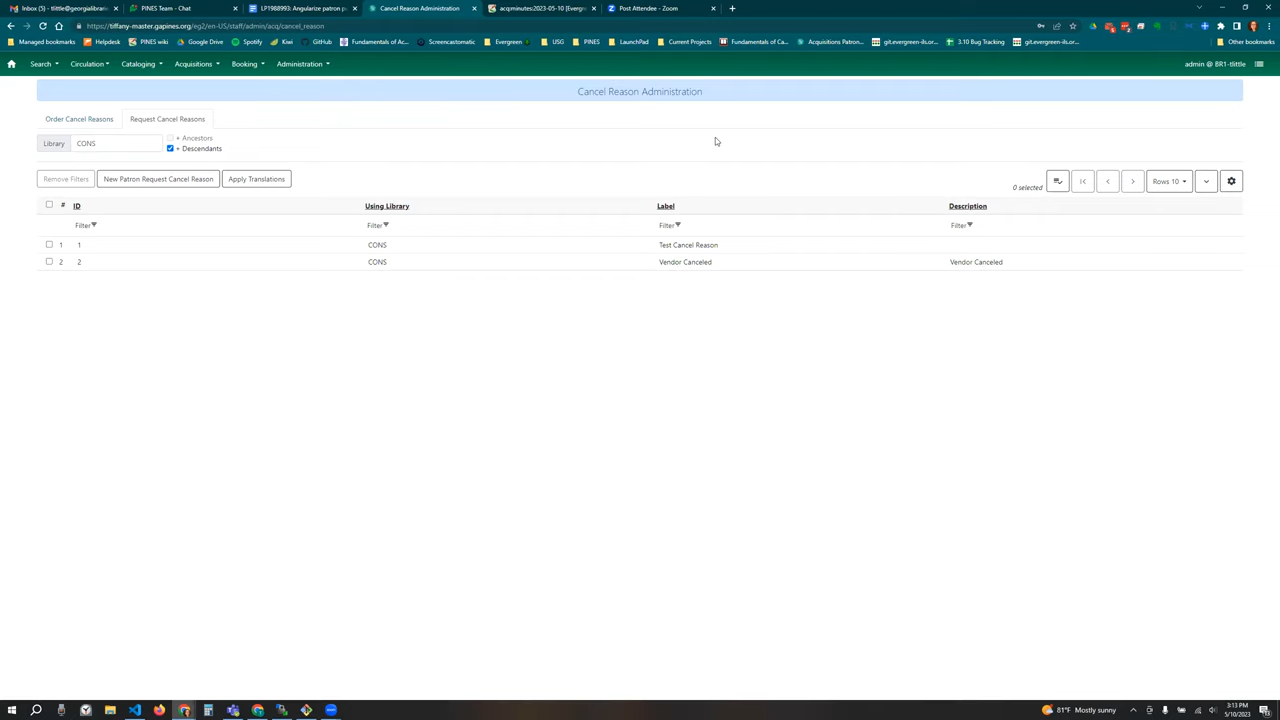 Inbox (5) - tlittle@georgialibrarie
PINES Team - Chat
LP1988993: Angularize patron p
Cancel Reason Administration
acqminutes:2023-05-10 [Evergr
Post Attendee - Zoom
https://tiffany-master.gapines.org/eg2/en-US/staff/admin/acq/cancel_reason
Managed bookmarks Helpdesk PINES wiki Google Drive Spotify Kiwi GitHub Fundamentals of Ac... Screencastomatic Evergreen USG PINES LaunchPad Current Projects Fundamentals of Ca... Acquisitions Patron... git.evergreen-ils.or... 3.10 Bug Tracking git.evergreen-ils.or... Other bookmarks
Search Circulation Cataloging Acquisitions Booking Administration admin @ BR1-tlittle
Cancel Reason Administration
Order Cancel Reasons Request Cancel Reasons
Library CONS + Ancestors
+ Descendants
Remove Filters New Patron Request Cancel Reason Apply Translations 0 selected Rows 10
# ID Using Library Label Description
Filter Filter Filter Filter
1 1 CONS Test Cancel Reason
2 2 CONS Vendor Canceled Vendor Canceled
81°F Mostly sunny 3:13 PM
5/10/2023